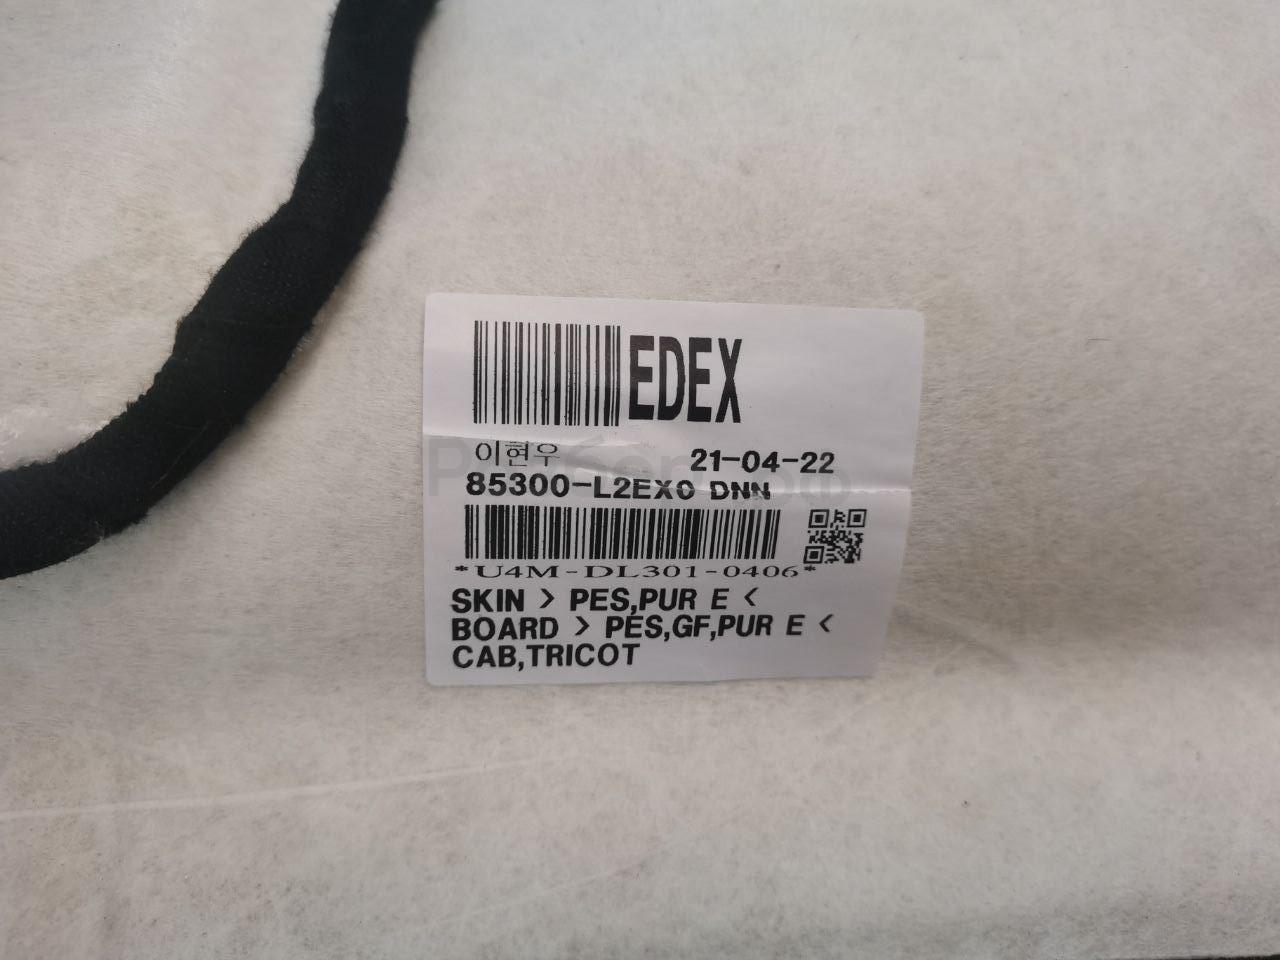 EDEX
이현우 21-04-22
85300-L2EX0 DNN
*U4M-DL301-0406*
SKIN > PES,PUR E <
BOARD > PES,GF,PUR E <
CAB,TRICOT